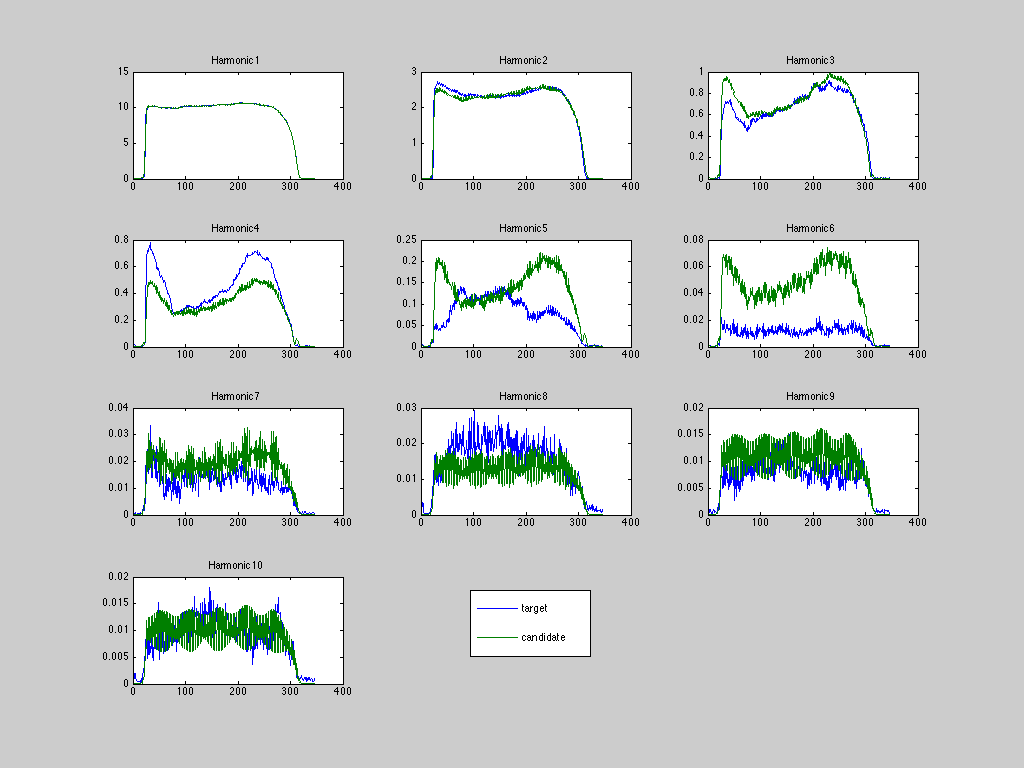 Harmonic1 Harmonic2 Harmonic3
15 3 1
10 2 0.8
0.6
5 1 0.4
0.2
0 0 0
0 100 200 300 400 0 100 200 300 400 0 100 200 300 400
Harmonic4 Harmonic5 Harmonic6
0.8 0.25 0.08
0.6 0.2 0.06
0.15
0.4 0.04
0.1
0.2 0.05 0.02
0 0 0
0 100 200 300 400 0 100 200 300 400 0 100 200 300 400
Harmonic7 Harmonic8 Harmonic9
0.04 0.03 0.02
0.03 0.02 0.015
0.02 0.01
0.01 0.01 0.005
0 0 0
0 100 200 300 400 0 100 200 300 400 0 100 200 300 400
Harmonic10
0.02
0.015
0.01
0.005
0
0 100 200 300 400
target
candidate